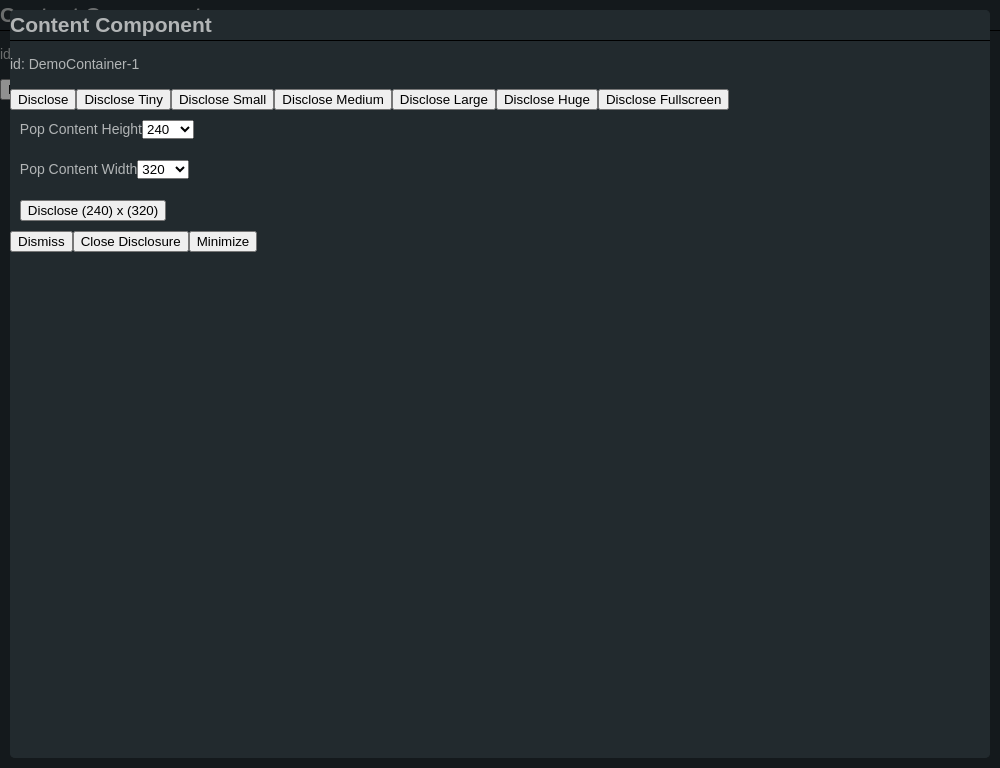 Content Component
id: DemoContainer-1
Disclose Disclose Tiny Disclose Small Disclose Medium Disclose Large Disclose Huge Disclose Fullscreen
Pop Content Height 240
Pop Content Width 320
Disclose (240) x (320)
Dismiss Close Disclosure Minimize